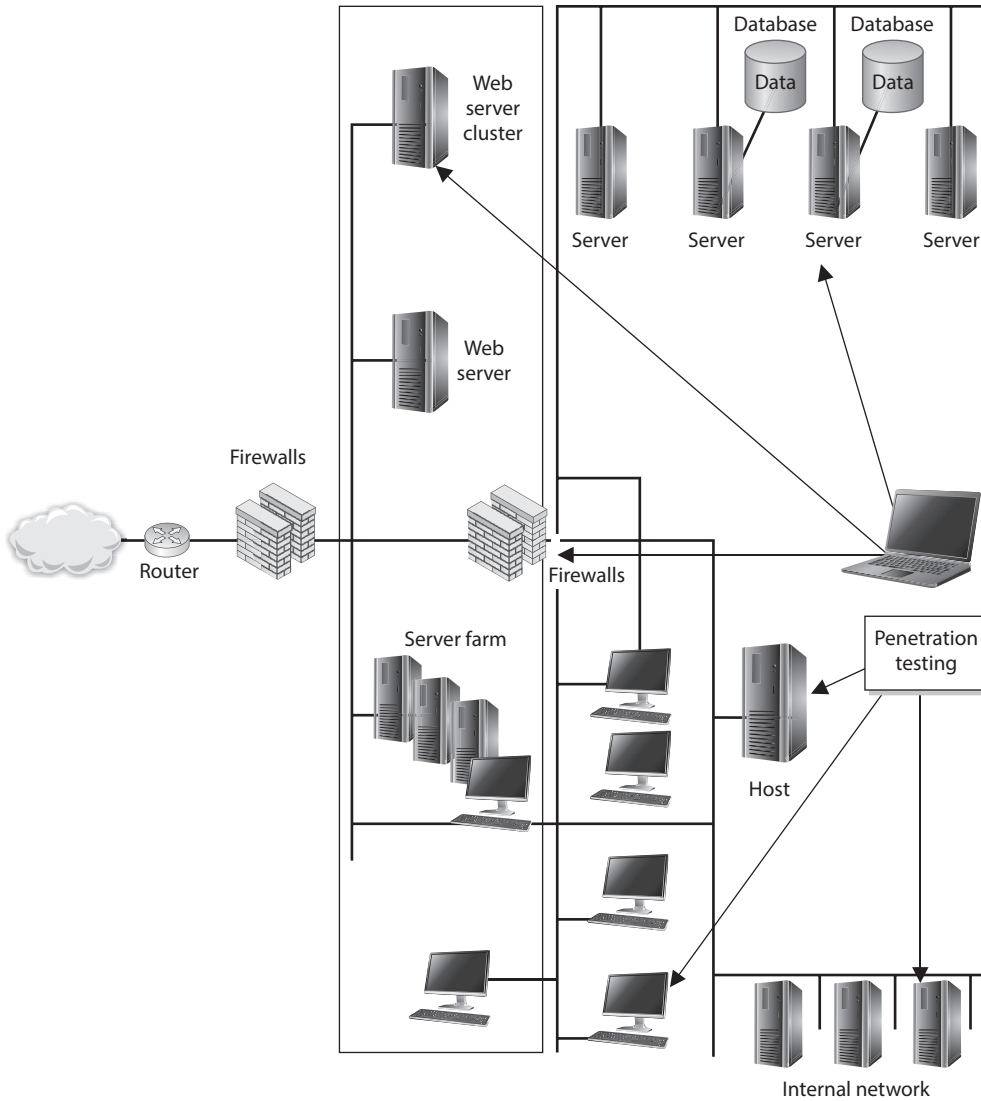 Database
Database
Data
Data
Web
server
cluster
Server
Server
Server
Server
Web
server
Firewalls
Router
Firewalls
Server farm
Penetration
testing
Host
Internal network